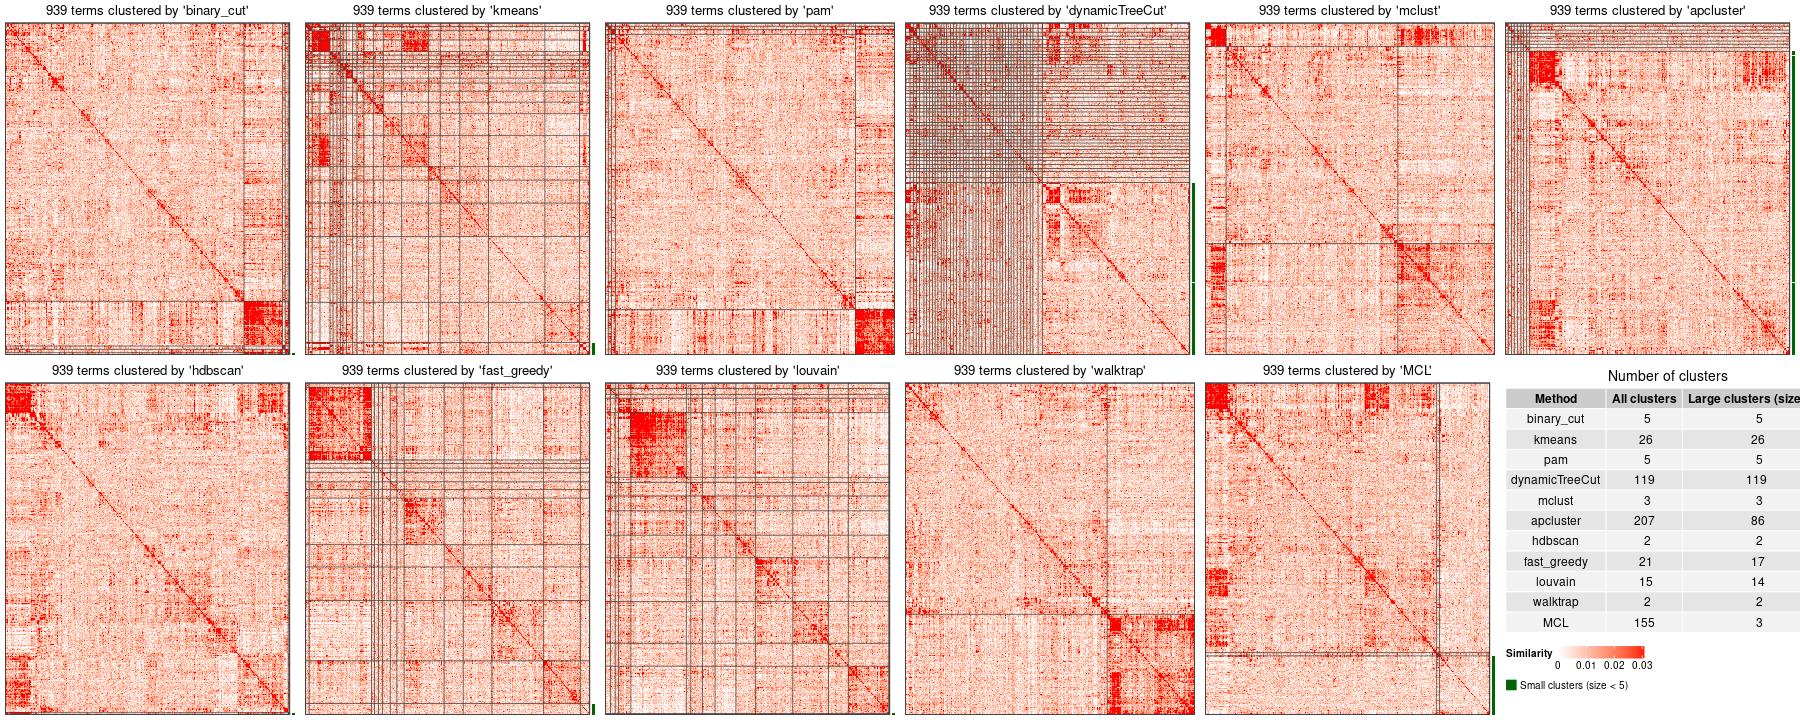 939 terms clustered by 'binary_cut'
939 terms clustered by 'kmeans'
939 terms clustered by 'pam'
939 terms clustered by 'dynamicTreeCut'
939 terms clustered by 'mclust'
939 terms clustered by 'apcluster'
939 terms clustered by 'hdbscan'
939 terms clustered by 'fast_greedy'
939 terms clustered by 'louvain'
939 terms clustered by 'walktrap'
939 terms clustered by 'MCL'
Number of clusters
Method All clusters Large clusters (size
binary_cut 5 5
kmeans 26 26
pam 5 5
dynamicTreeCut 119 119
mclust 3 3
apcluster 207 86
hdbscan 2 2
fast_greedy 21 17
louvain 15 14
walktrap 2 2
MCL 155 3
Similarity
0 0.01 0.02 0.03
Small clusters (size < 5)